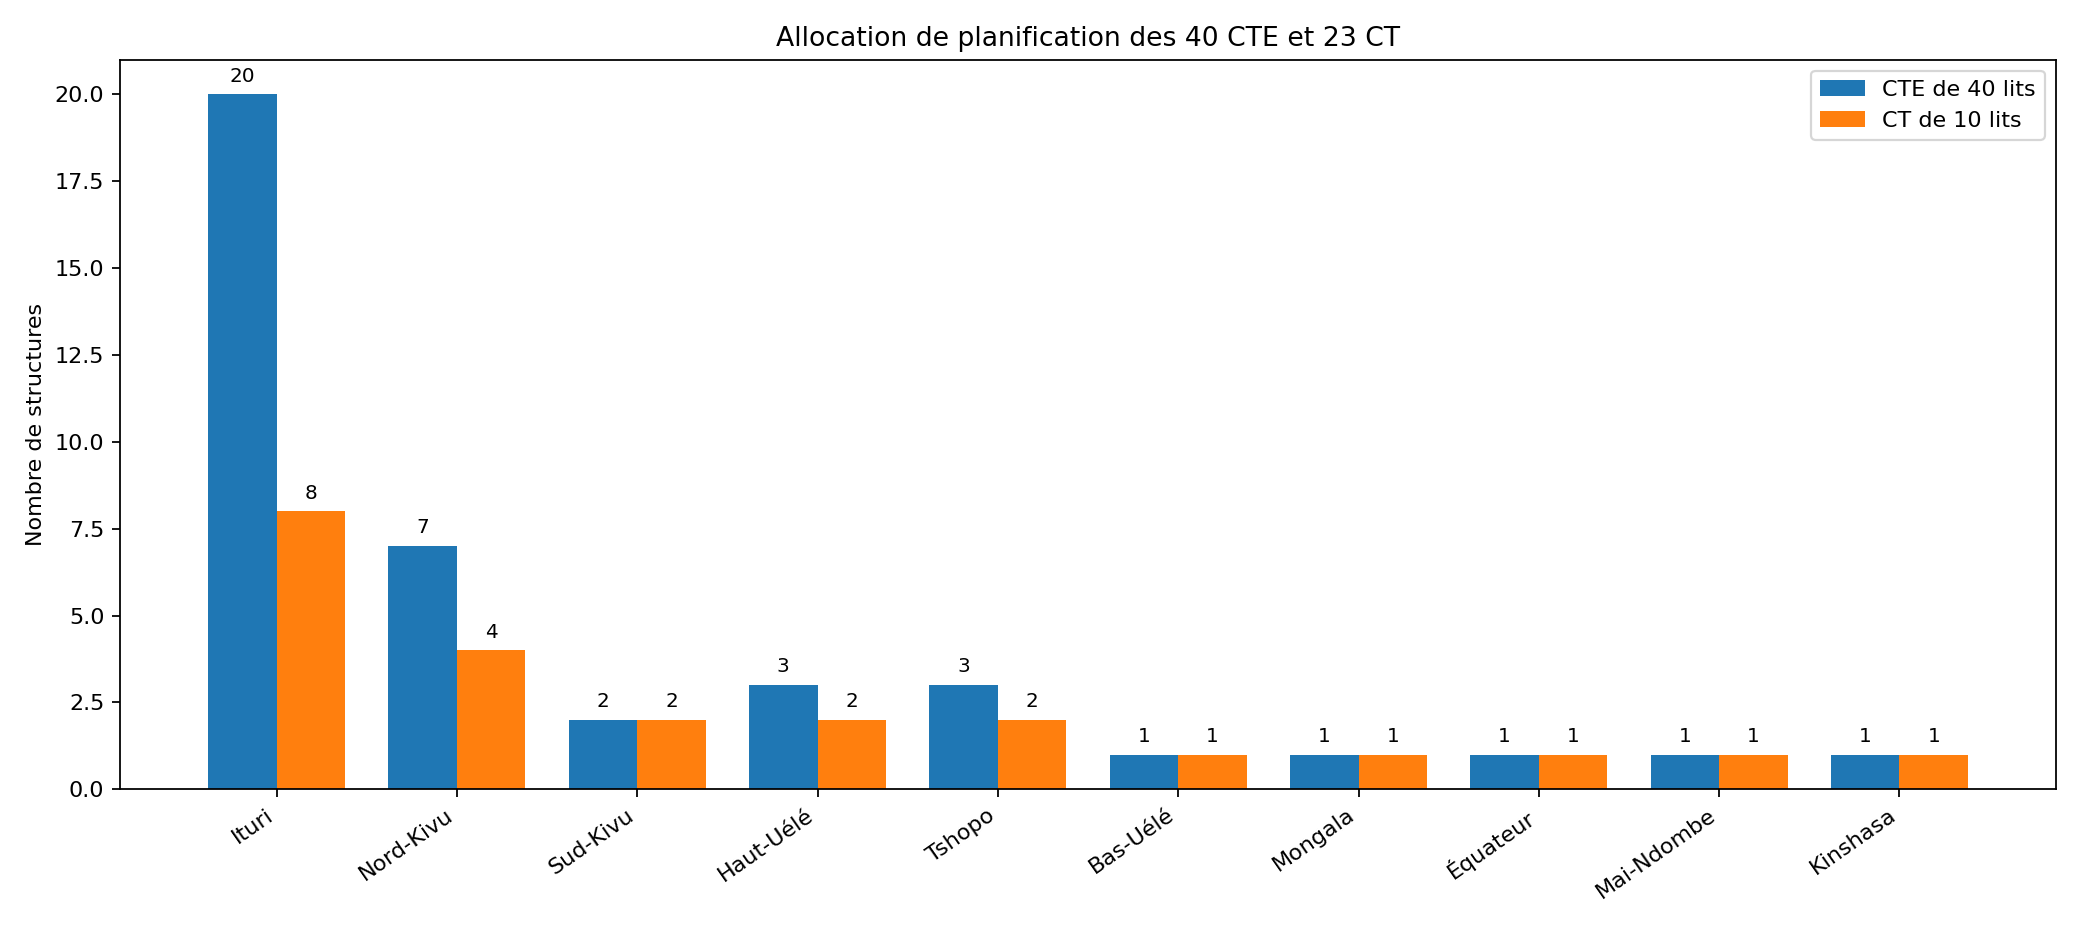 Allocation de planification des 40 CTE et 23 CT
CTE de 40 lits
CT de 10 lits
Nombre de structures
20.0
17.5
15.0
12.5
10.0
7.5
5.0
2.5
0.0
20
8
7
4
2
2
3
2
3
2
1
1
1
1
1
1
1
1
1
1
Ituri
Nord-Kivu
Sud-Kivu
Haut-Uélé
Tshopo
Bas-Uélé
Mongala
Équateur
Mai-Ndombe
Kinshasa